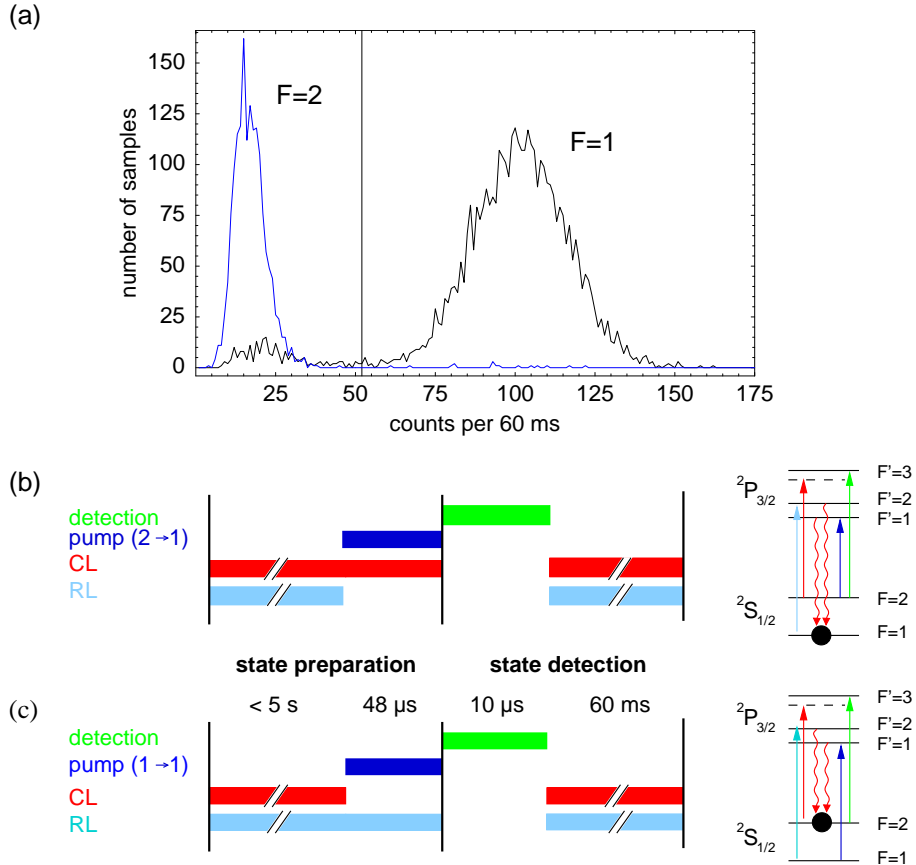 (a)
number of samples
150
125
100
75
50
25
0
F=2
F=1
25 50 75 100 125 150 175
counts per 60 ms
(b)
detection
pump (2→1)
CL
RL
²P3/2
F'=3
F'=2
F'=1
²S1/2
F=2
F=1
state preparation state detection
< 5 s 48 µs 10 µs 60 ms
(c)
detection
pump (1→1)
CL
RL
²P3/2
F'=3
F'=2
F'=1
²S1/2
F=2
F=1